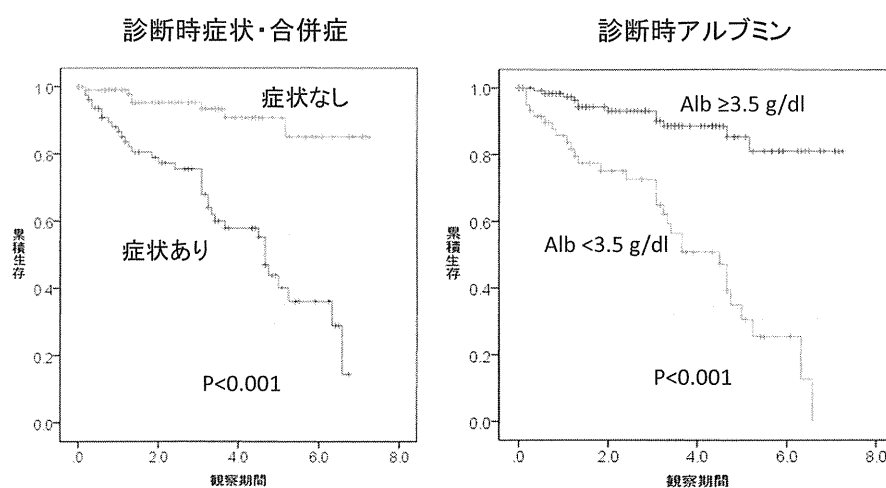 診断時症状・合併症
1.0
0.8
0.6
0.4
0.2
0.0
累積生存
症状なし
症状あり
P<0.001
.0
2.0
4.0
6.0
8.0
観察期間
診断時アルブミン
1.0
0.8
0.6
0.4
0.2
0.0
累積生存
Alb ≥3.5 g/dl
Alb <3.5 g/dl
P<0.001
.0
2.0
4.0
6.0
8.0
観察期間